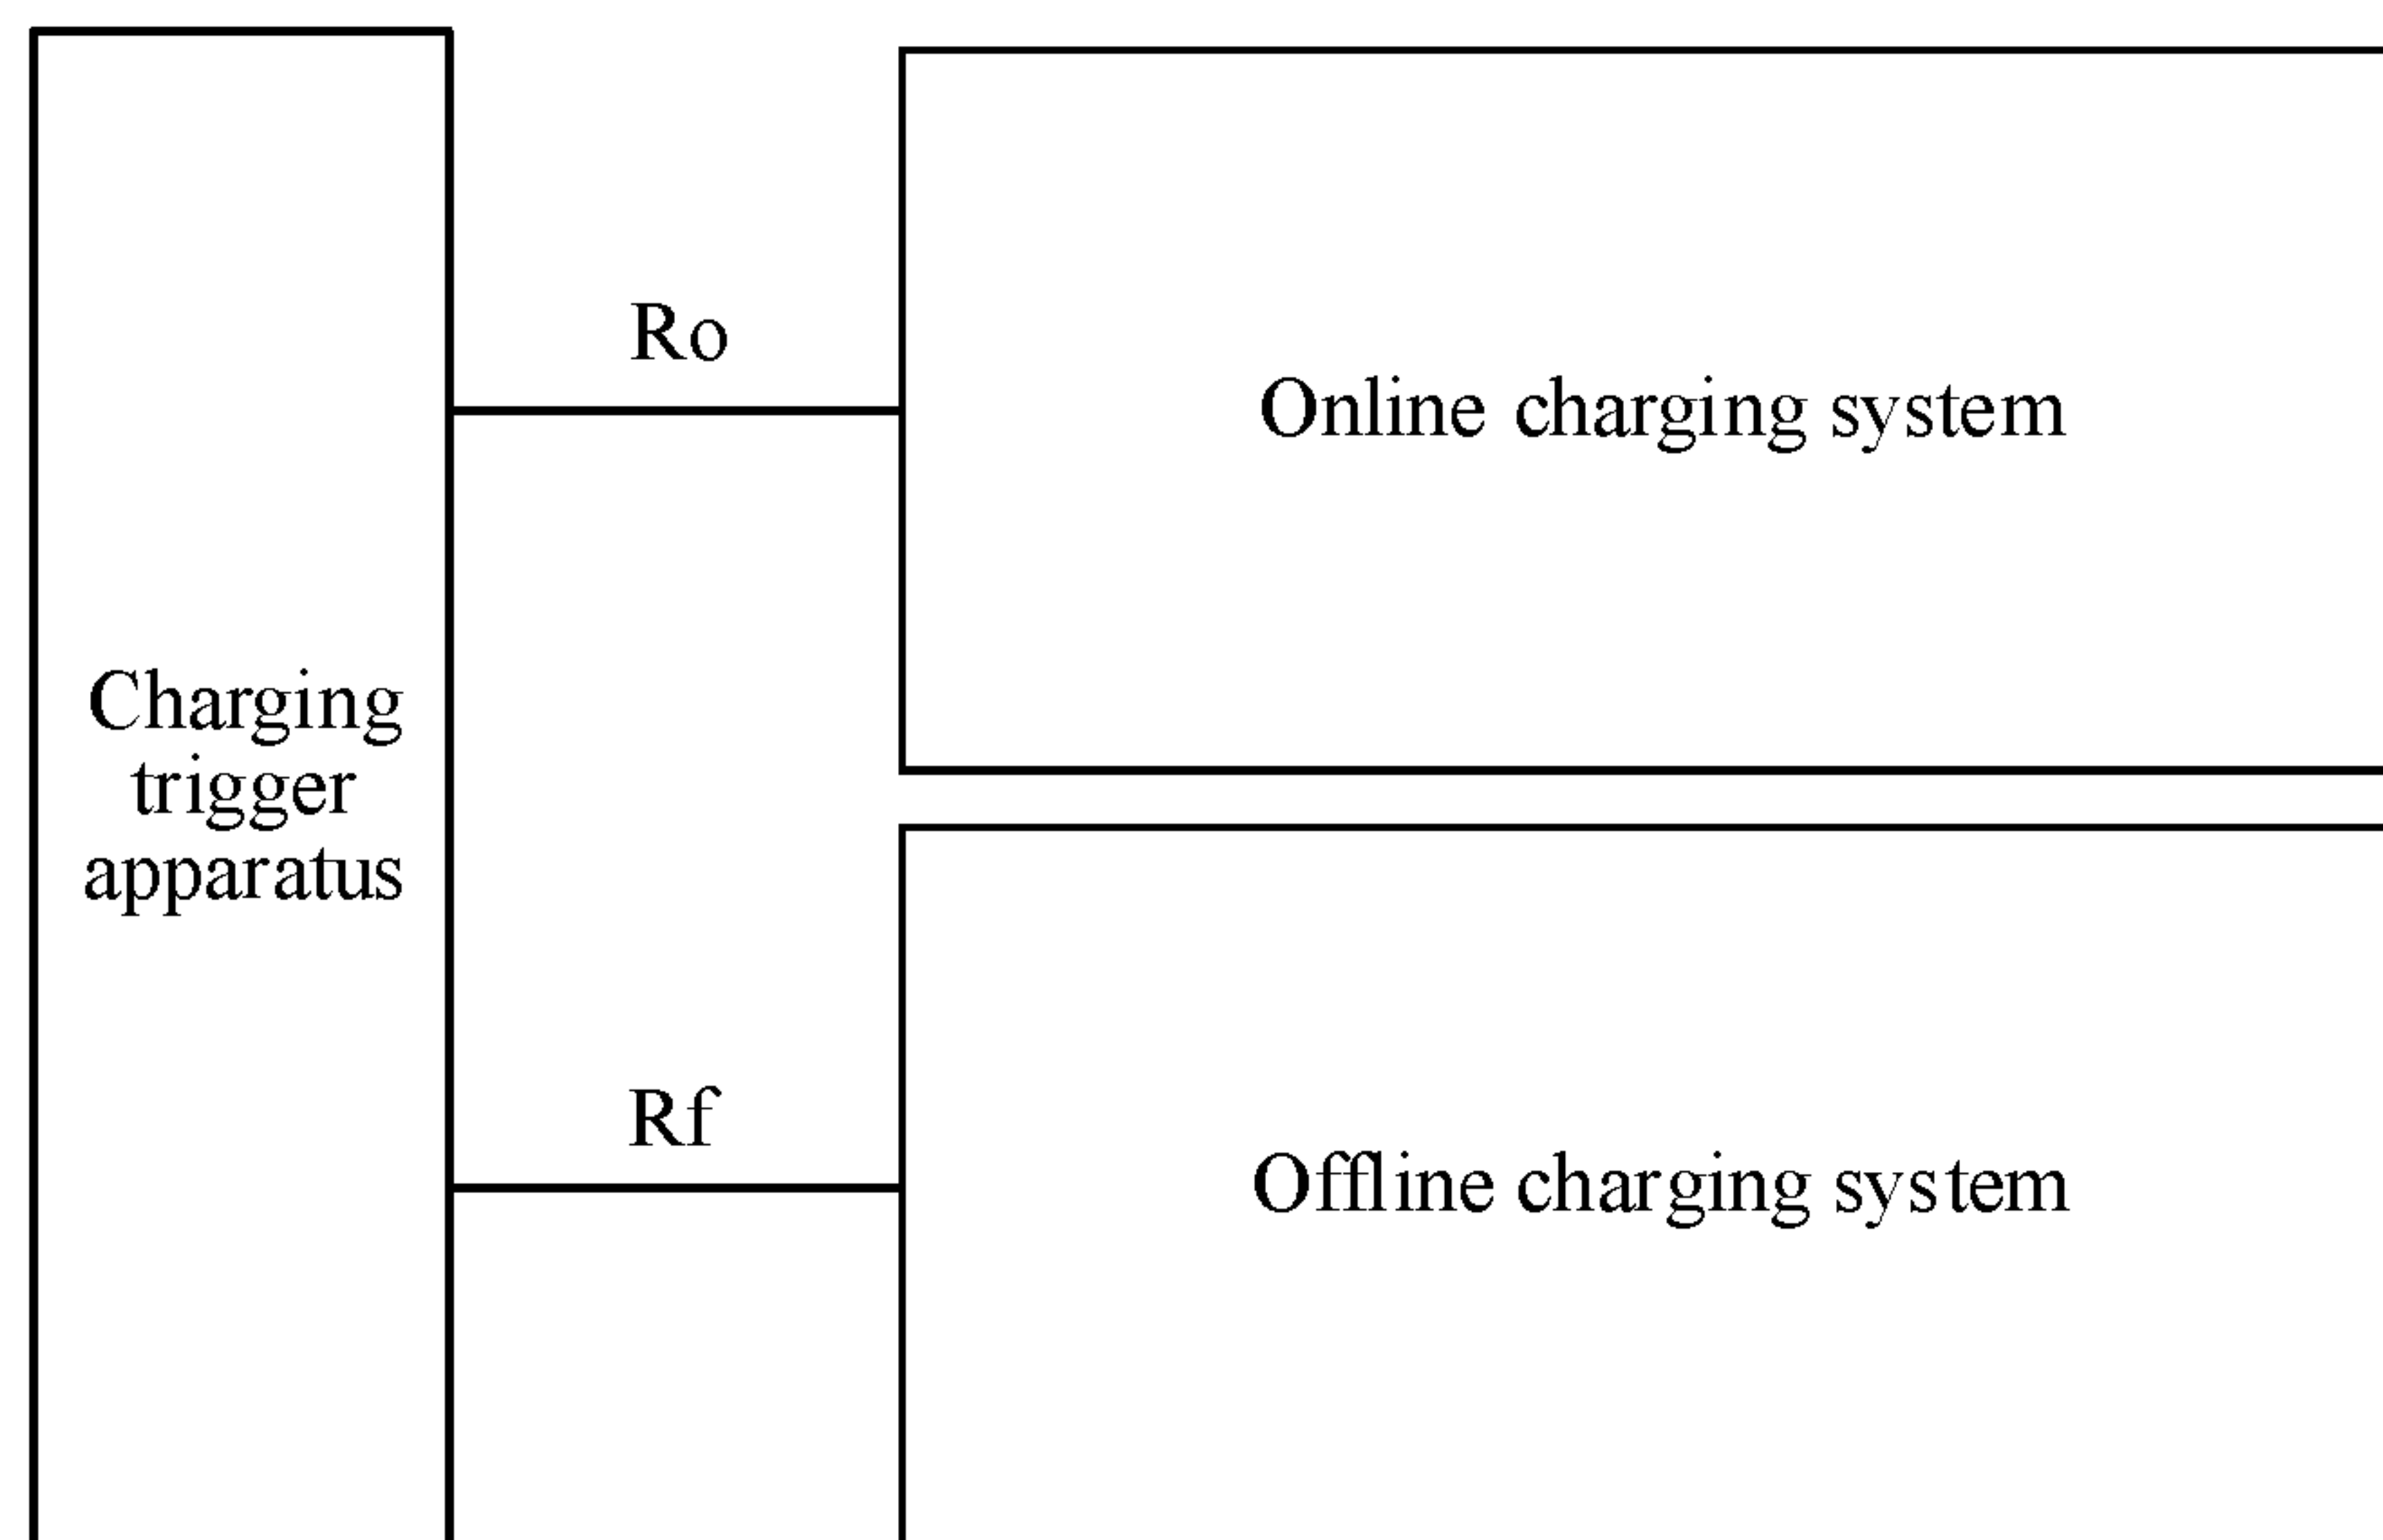 Ro
Online charging system
Charging
trigger
apparatus
Rf
Offline charging system